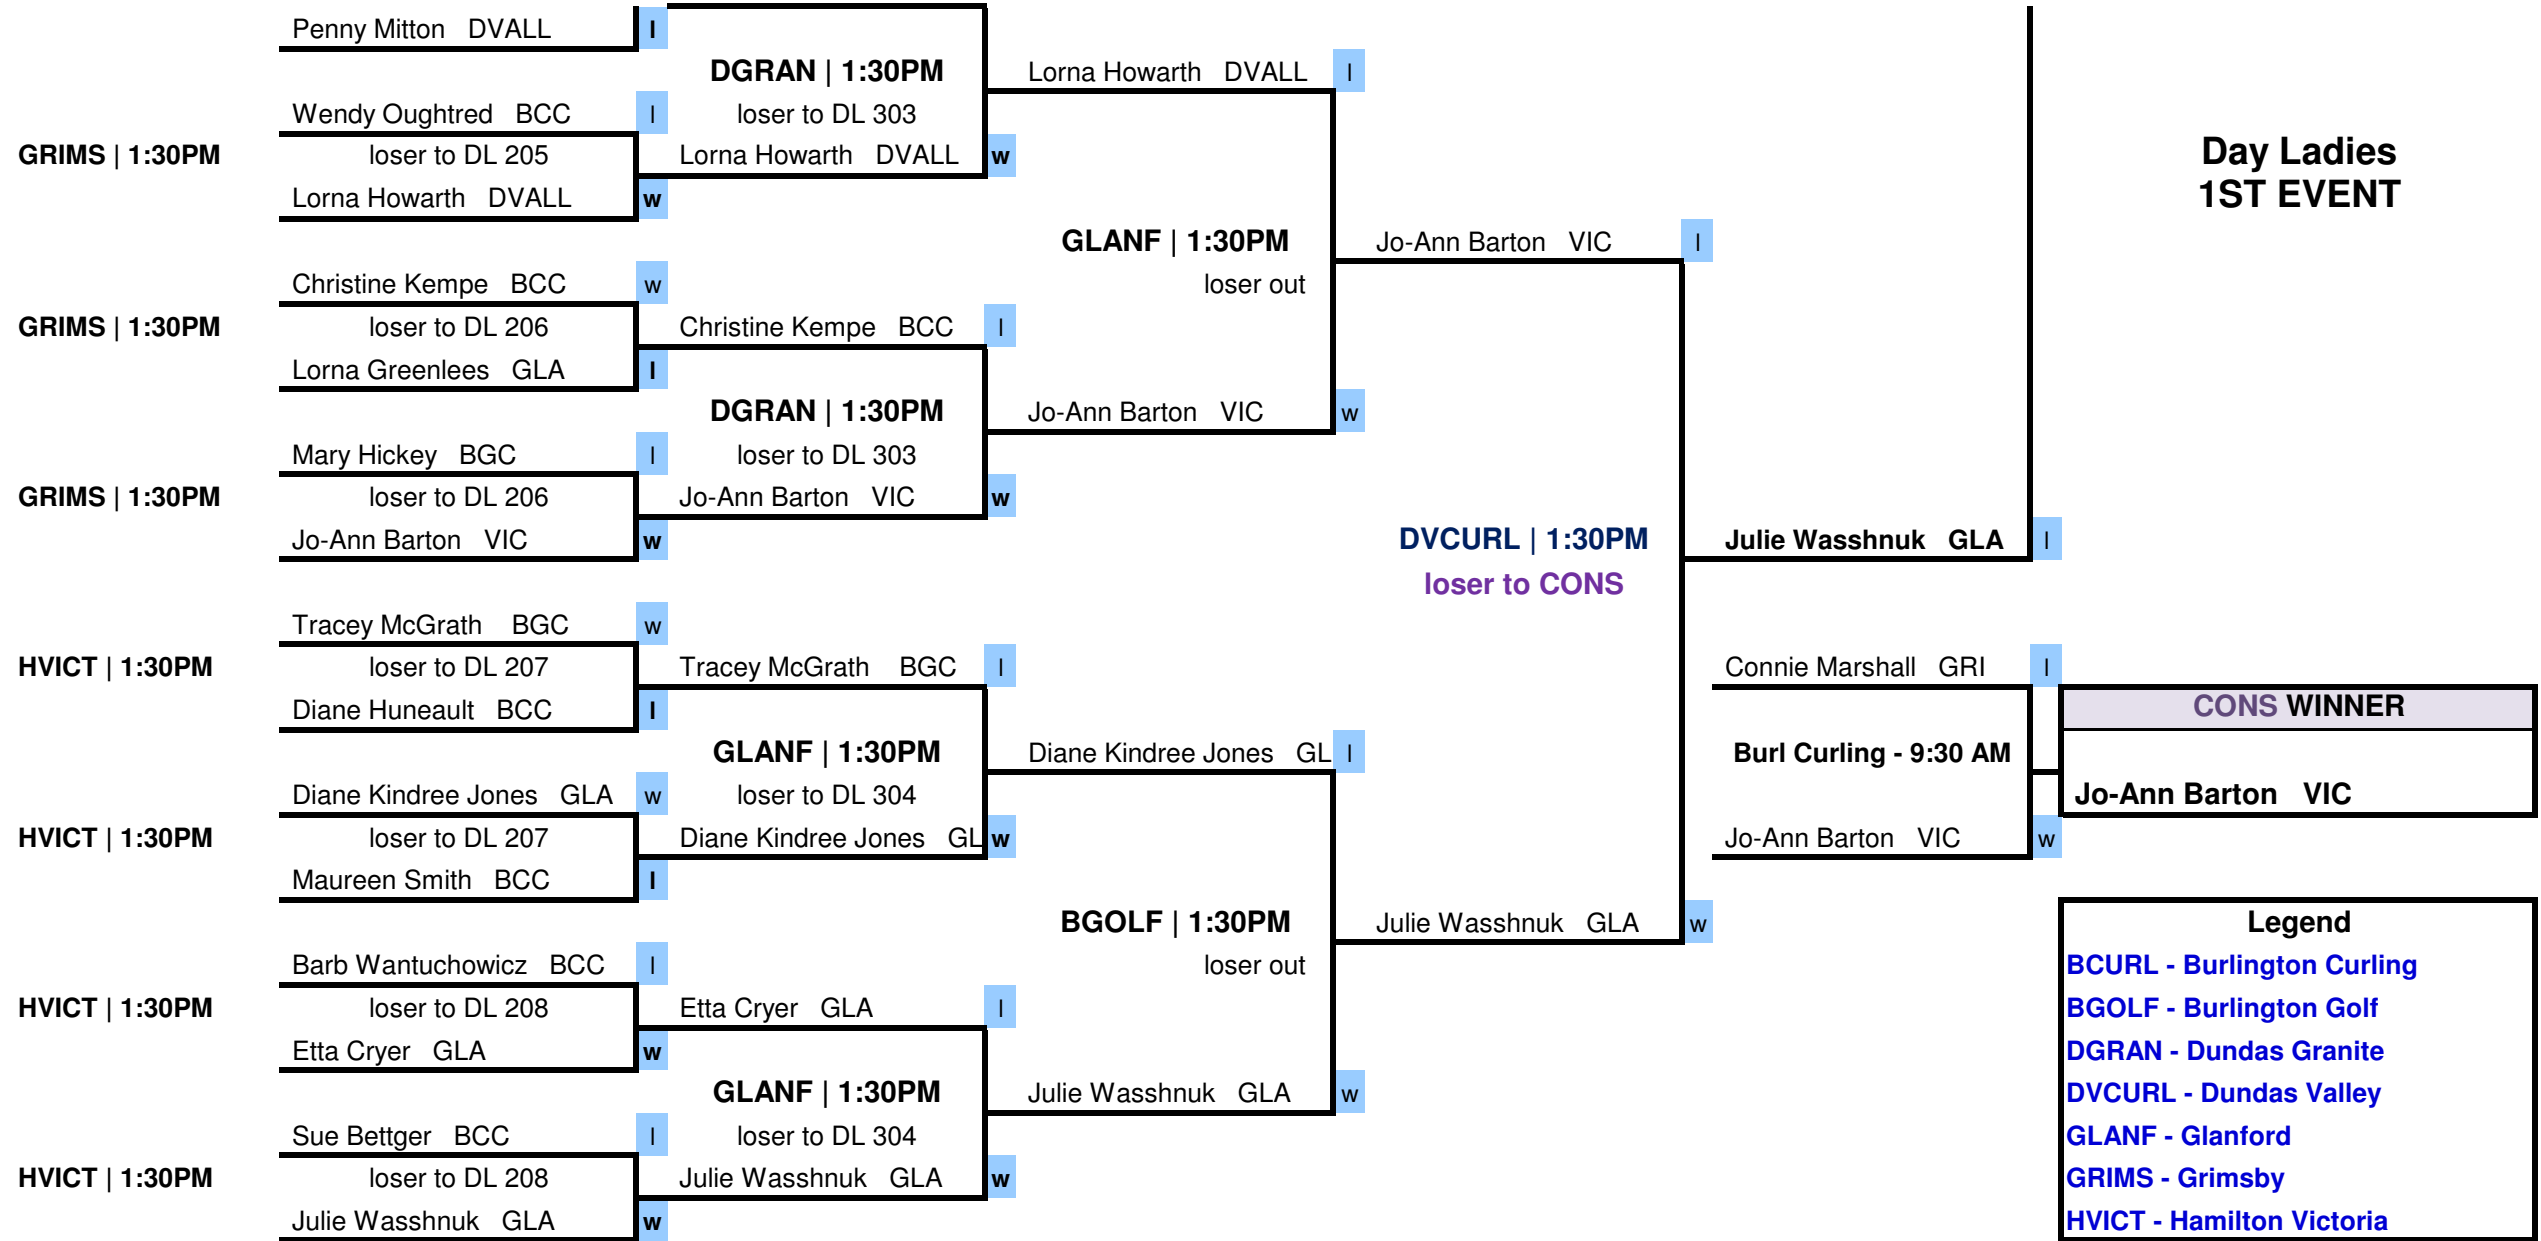 Penny Mitton DVALL l
DGRAN | 1:30PM Lorna Howarth DVALL l
Wendy Oughtred BCC l loser to DL 303
GRIMS | 1:30PM loser to DL 205 Lorna Howarth DVALL w Day Ladies
Lorna Howarth DVALL w 1ST EVENT
GLANF | 1:30PM Jo-Ann Barton VIC l
Christine Kempe BCC w loser out
GRIMS | 1:30PM loser to DL 206 Christine Kempe BCC l
Lorna Greenlees GLA l
DGRAN | 1:30PM Jo-Ann Barton VIC w
Mary Hickey BGC l loser to DL 303
GRIMS | 1:30PM loser to DL 206 Jo-Ann Barton VIC w
Jo-Ann Barton VIC w DVCURL | 1:30PM Julie Wasshnuk GLA l
loser to CONS
Tracey McGrath BGC w
HVICT | 1:30PM loser to DL 207 Tracey McGrath BGC l Connie Marshall GRI l
Diane Huneault BCC l CONS WINNER
GLANF | 1:30PM Diane Kindree Jones GL l Burl Curling - 9:30 AM
Diane Kindree Jones GLA w loser to DL 304 Jo-Ann Barton VIC
HVICT | 1:30PM loser to DL 207 Diane Kindree Jones GL w Jo-Ann Barton VIC w
Maureen Smith BCC l
BGOLF | 1:30PM Julie Wasshnuk GLA w Legend
Barb Wantuchowicz BCC l loser out BCURL - Burlington Curling
HVICT | 1:30PM loser to DL 208 Etta Cryer GLA l BGOLF - Burlington Golf
Etta Cryer GLA w DGRAN - Dundas Granite
GLANF | 1:30PM Julie Wasshnuk GLA w DVCURL - Dundas Valley
Sue Bettger BCC l loser to DL 304 GLANF - Glanford
HVICT | 1:30PM loser to DL 208 Julie Wasshnuk GLA w GRIMS - Grimsby
Julie Wasshnuk GLA w HVICT - Hamilton Victoria